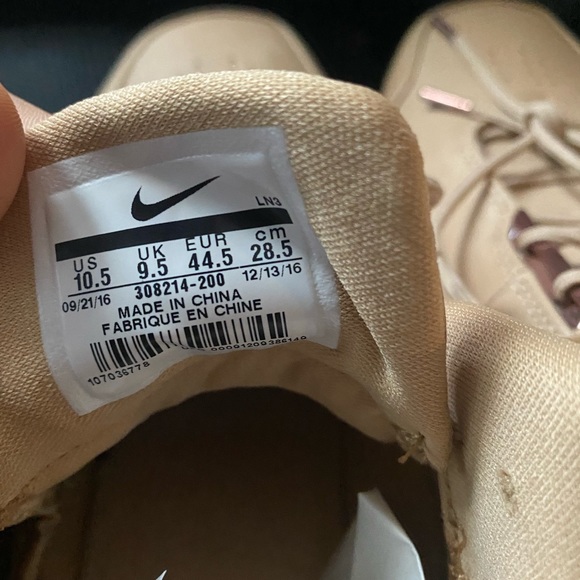 LN3
US UK EUR cm
10.5 9.5 44.5 28.5
09/21/16 308214-200 12/13/16
MADE IN CHINA
FABRIQUE EN CHINE
107036778